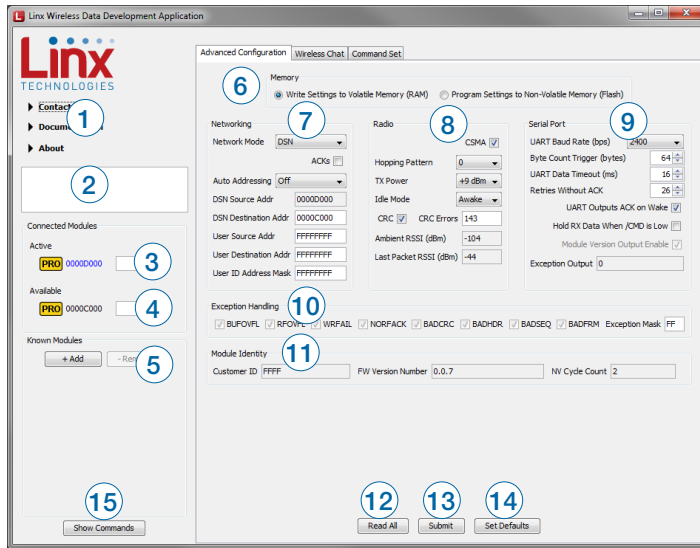 Linx Wireless Data Development Application
Linx
TECHNOLOGIES
Contact
1
Docum
About
2
Connected Modules
Active
PRO 0000D000
3
Available
PRO 0000C000
4
Known Modules
+ Add
- Re
5
15
Show Commands
Advanced Configuration Wireless Chat Command Set
6
Memory
Write Settings to Volatile Memory (RAM) Program Settings to Non-Volatile Memory (Flash)
Networking
7
Network Mode DSN
ACKs
Auto Addressing Off
DSN Source Addr 0000D000
DSN Destination Addr 0000C000
User Source Addr FFFFFFFF
User Destination Addr FFFFFFFF
User ID Address Mask FFFFFFFF
Radio
8
CSMA
Hopping Pattern 0
TX Power +9 dBm
Idle Mode Awake
CRC CRC Errors 143
Ambient RSSI (dBm) -104
Last Packet RSSI (dBm) -44
Serial Port
9
UART Baud Rate (bps) 2400
Byte Count Trigger (bytes) 64
UART Data Timeout (ms) 16
Retries Without ACK 26
UART Outputs ACK on Wake
Hold RX Data When /CMD is Low
Module Version Output Enable
Exception Output 0
Exception Handling
10
BUFOVFL RFOVFL WRFAIL NORFACK BADCRC BADHDR BADSEQ BADFRM Exception Mask FF
Module Identity
11
Customer ID FFFF FW Version Number 0.0.7 NV Cycle Count 2
12 13 14
Read All Submit Set Defaults